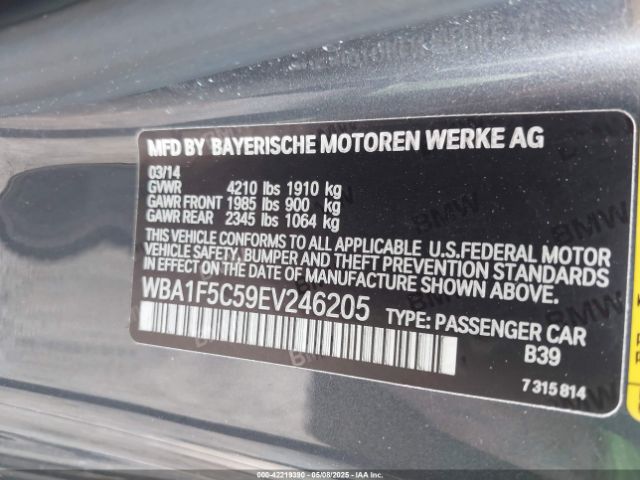 MFD BY BAYERISCHE MOTOREN WERKE AG
03/14
GVWR 4210 lbs 1910 kg
GAWR FRONT 1985 lbs 900 kg
GAWR REAR 2345 lbs 1064 kg
THIS VEHICLE CONFORMS TO ALL APPLICABLE U.S.FEDERAL MOTOR
VEHICLE SAFETY, BUMPER AND THEFT PREVENTION STANDARDS
IN EFFECT ON THE DATE OF MANUFACTURE SHOWN ABOVE.
WBA1F5C59EV246205 TYPE: PASSENGER CAR
B39
7 315 814
000-42219390 - 05/08/2025 - IAAI.COM